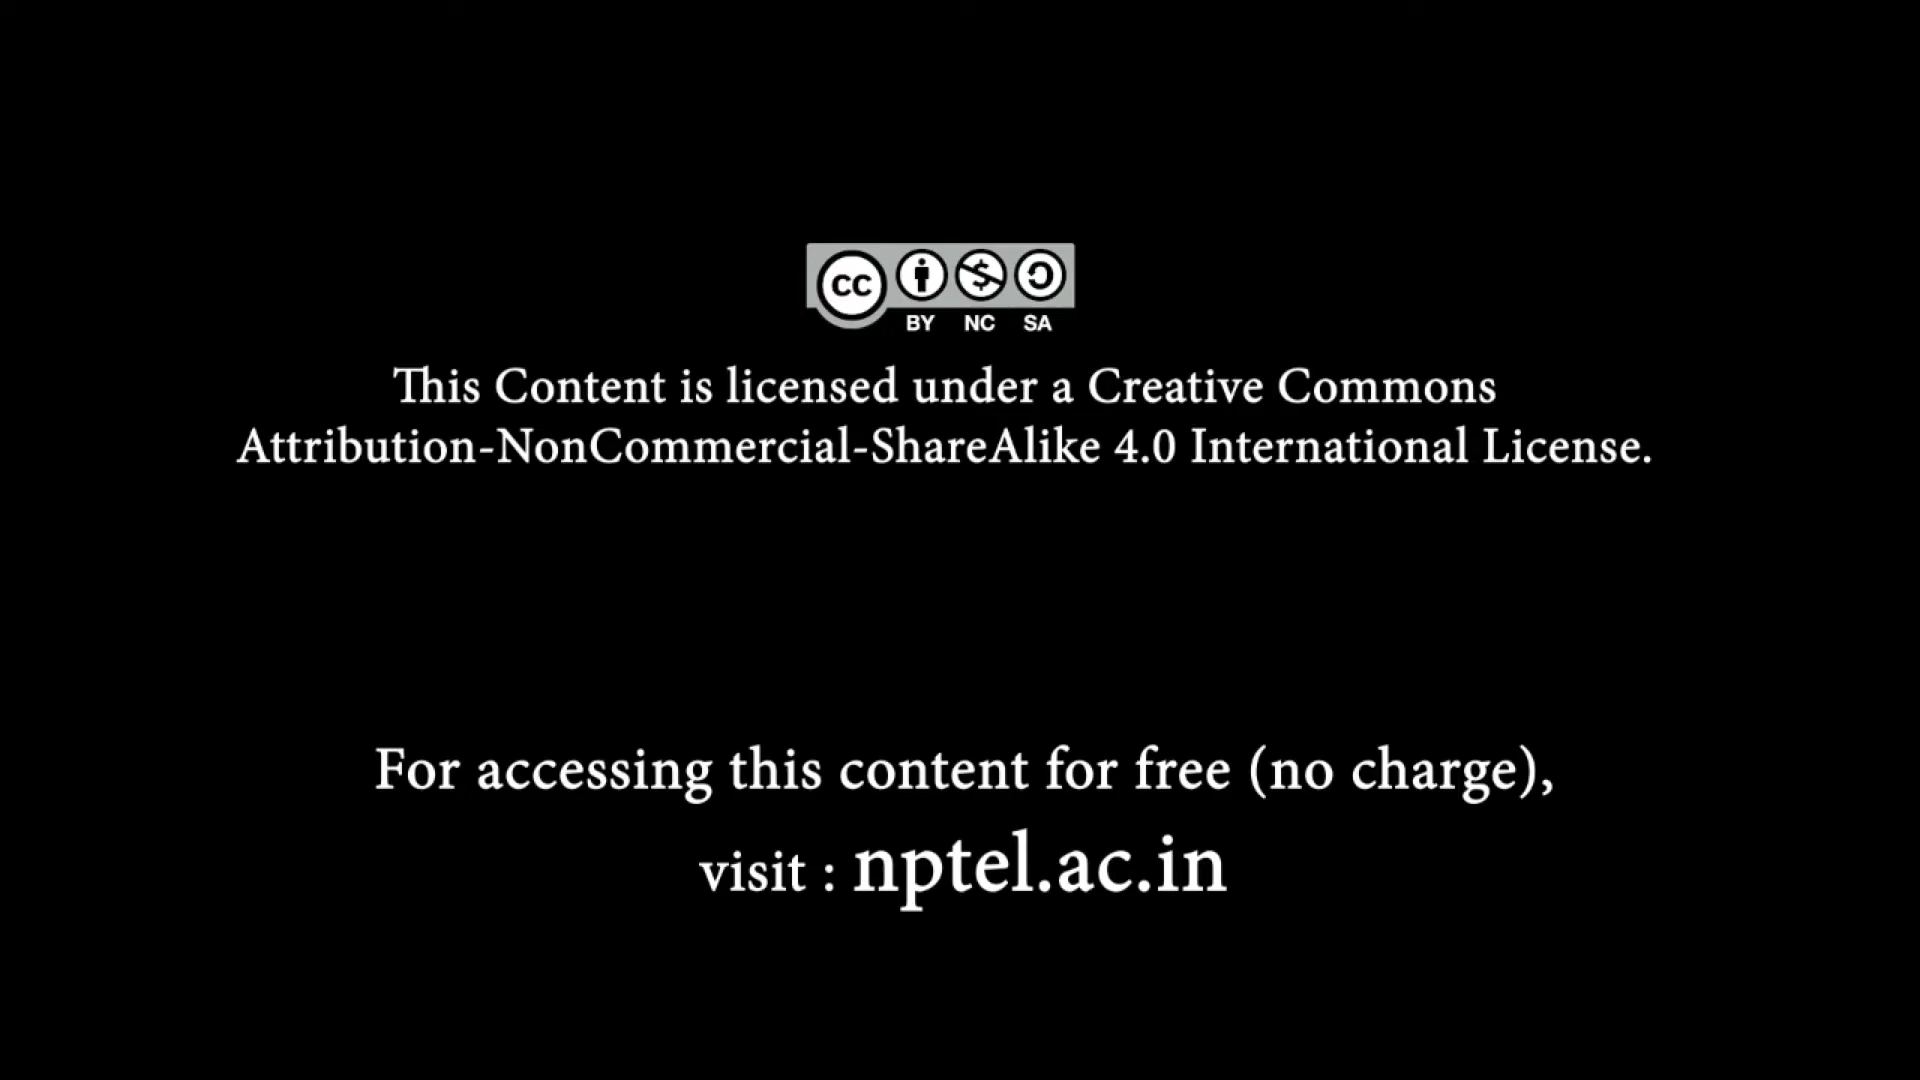 cc BY NC SA
This Content is licensed under a Creative Commons
Attribution-NonCommercial-ShareAlike 4.0 International License.
For accessing this content for free (no charge),
visit : nptel.ac.in